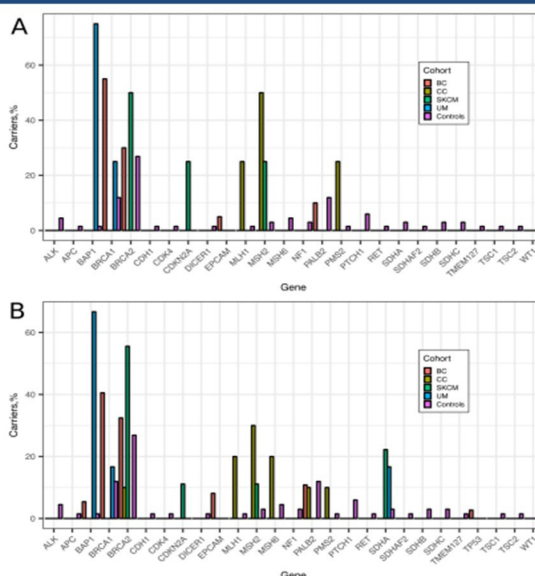 A
Carriers,%
60
40
20
0
Cohort
BC
CC
SKCM
UM
Controls
ALK
APC
BAP1
BRCA1
BRCA2
CDH1
CDK4
CDKN2A
DICER1
EPCAM
MLH1
MSH2
MSH6
NF1
PALB2
PMS2
PTCH1
RET
SDHA
SDHAF2
SDHB
SDHC
TMEM127
TSC1
TSC2
WT1
Gene
B
Carriers,%
60
40
20
0
Cohort
BC
CC
SKCM
UM
Controls
ALK
APC
BAP1
BRCA1
BRCA2
CDH1
CDK4
CDKN2A
DICER1
EPCAM
MLH1
MSH2
MSH6
NF1
PALB2
PMS2
PTCH1
RET
SDHA
SDHAF2
SDHB
SDHC
TMEM127
TP53
TSC1
TSC2
WT1
Gene